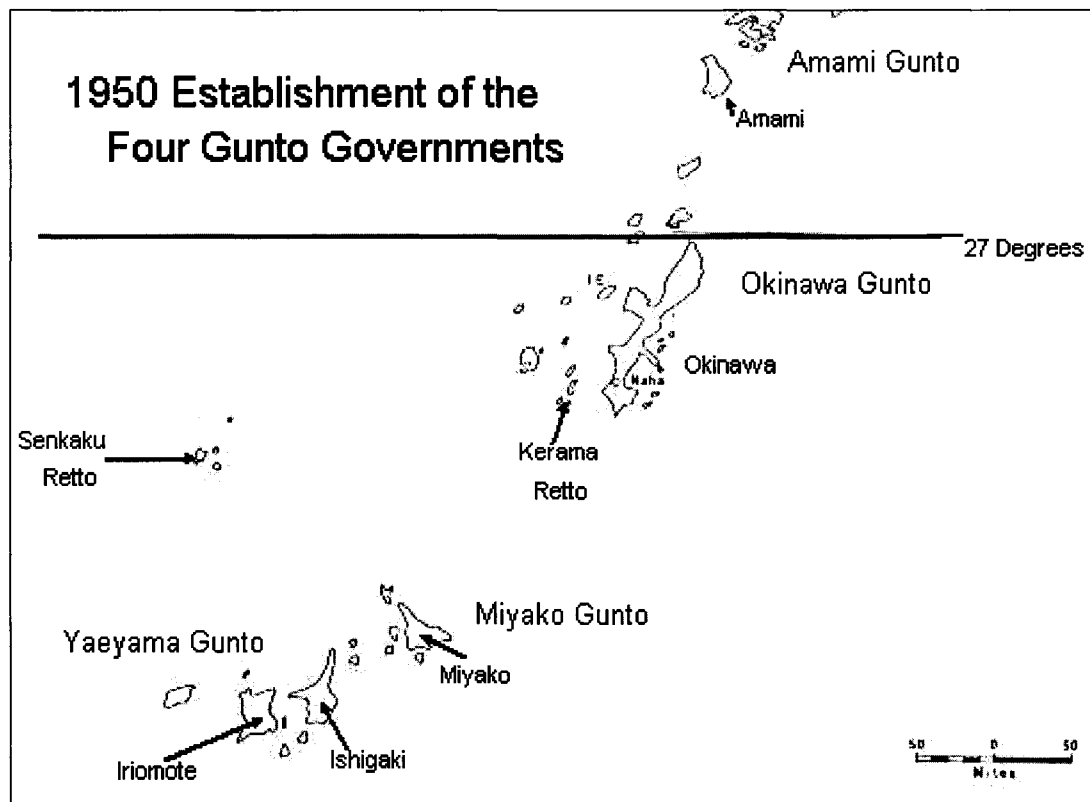 Amami Gunto
1950 Establishment of the
Four Gunto Governments
Amami
27 Degrees
Okinawa Gunto
IE
Okinawa
Naha
Senkaku
Retto
Kerama
Retto
Miyako Gunto
Yaeyama Gunto
Miyako
Iriomote
Ishigaki
50 0 50
Miles